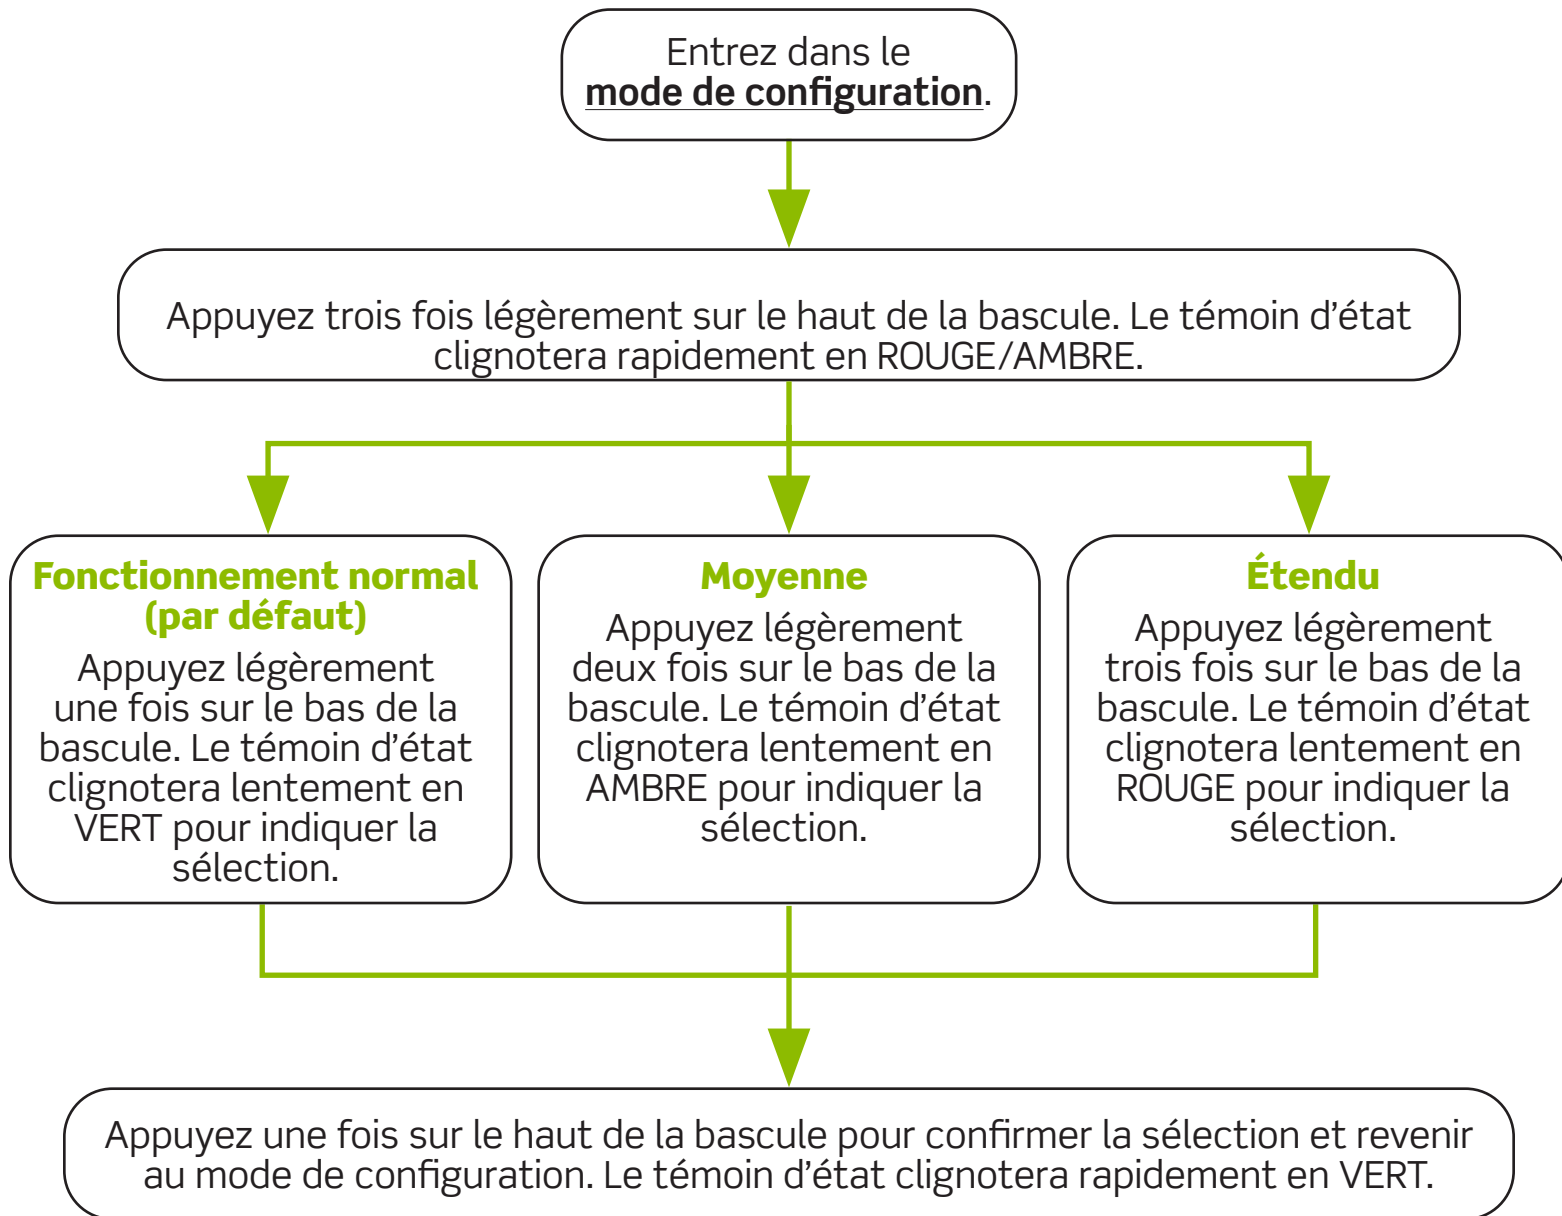 Entrez dans le
mode de configuration.
Appuyez trois fois légèrement sur le haut de la bascule. Le témoin d’état
clignotera rapidement en ROUGE/AMBRE.
Fonctionnement normal
(par défaut)
Appuyez légèrement
une fois sur le bas de la
bascule. Le témoin d’état
clignotera lentement en
VERT pour indiquer la
sélection.
Moyenne
Appuyez légèrement
deux fois sur le bas de la
bascule. Le témoin d’état
clignotera lentement en
AMBRE pour indiquer la
sélection.
Étendu
Appuyez légèrement
trois fois sur le bas de la
bascule. Le témoin d’état
clignotera lentement en
ROUGE pour indiquer la
sélection.
Appuyez une fois sur le haut de la bascule pour confirmer la sélection et revenir
au mode de configuration. Le témoin d’état clignotera rapidement en VERT.